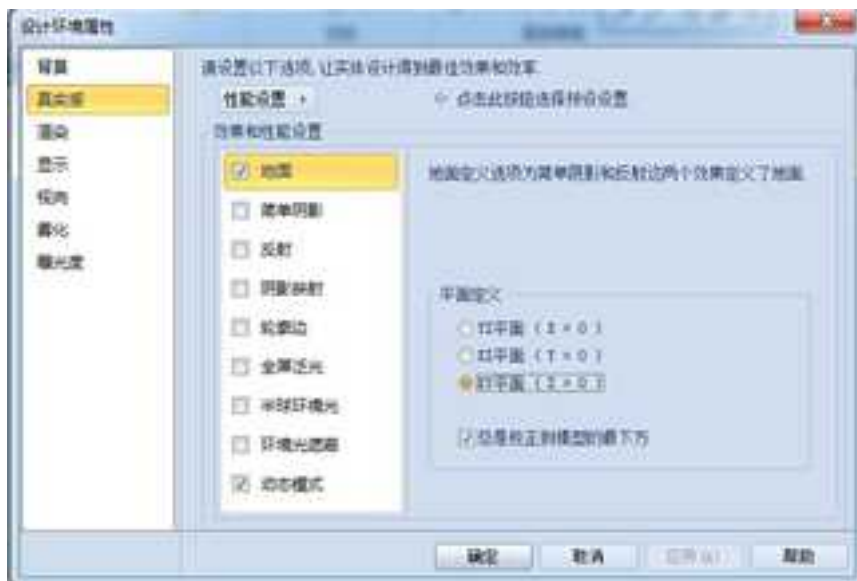 设计环境属性
背景
真实感
渲染
显示
视向
雾化
曝光度
请设置以下选项, 让实体设计得到最佳效果和效率
性能设置
<- 点击此按钮选择预设设置
效果和性能设置
地面
简单阴影
反射
阴影映射
轮廓边
全屏泛光
半球环境光
环境光遮蔽
动态模式
地面定义选项为简单阴影和反射这两个效果定义了地面
平面定义
YZ平面 ( X = 0 )
XZ平面 ( Y = 0 )
XY平面 ( Z = 0 )
总是校正到模型的最下方
确定
取消
应用(A)
帮助